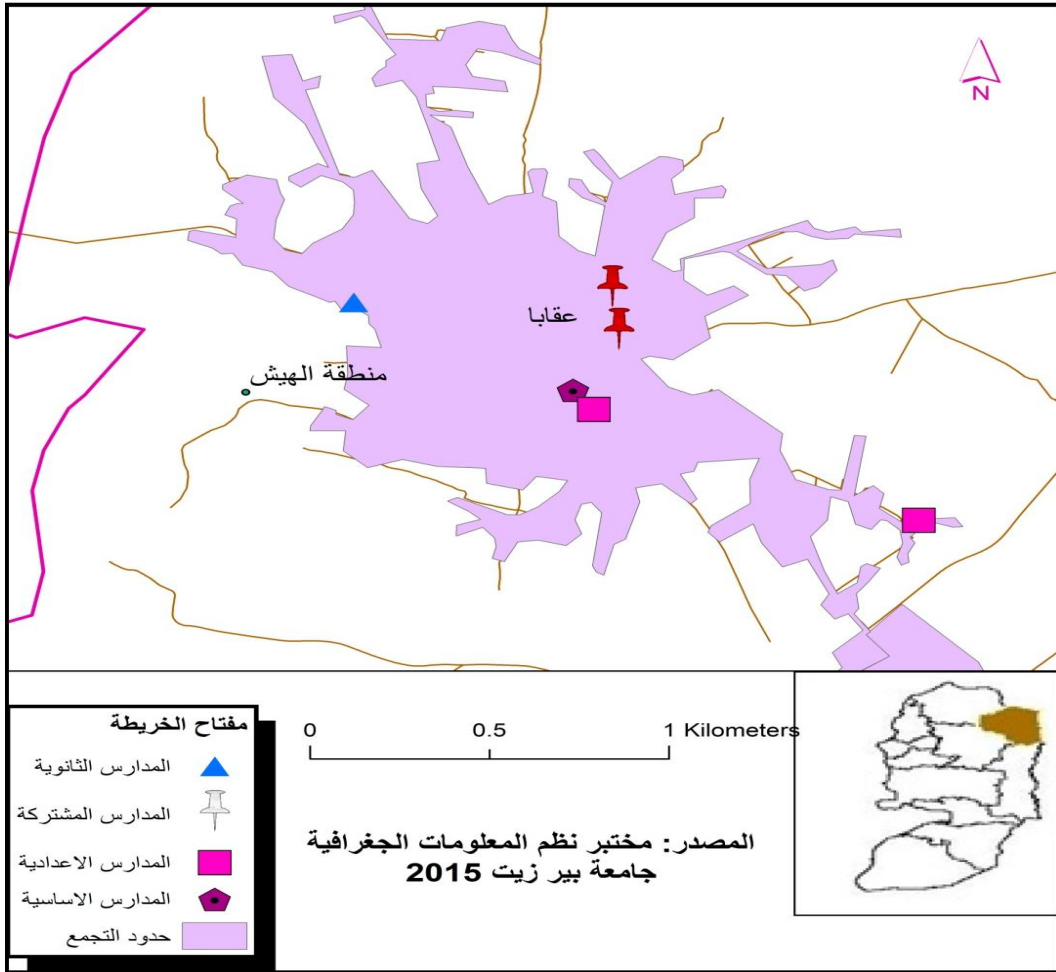 N
عقابا
منطقة الهيش
0 0.5 1 Kilometers
مفتاح الخريطة
المدارس الثانوية
المدارس المشتركة
المدارس الاعدادية
المدارس الاساسية
حدود التجمع
المصدر: مختبر نظم المعلومات الجغرافية
جامعة بير زيت 2015